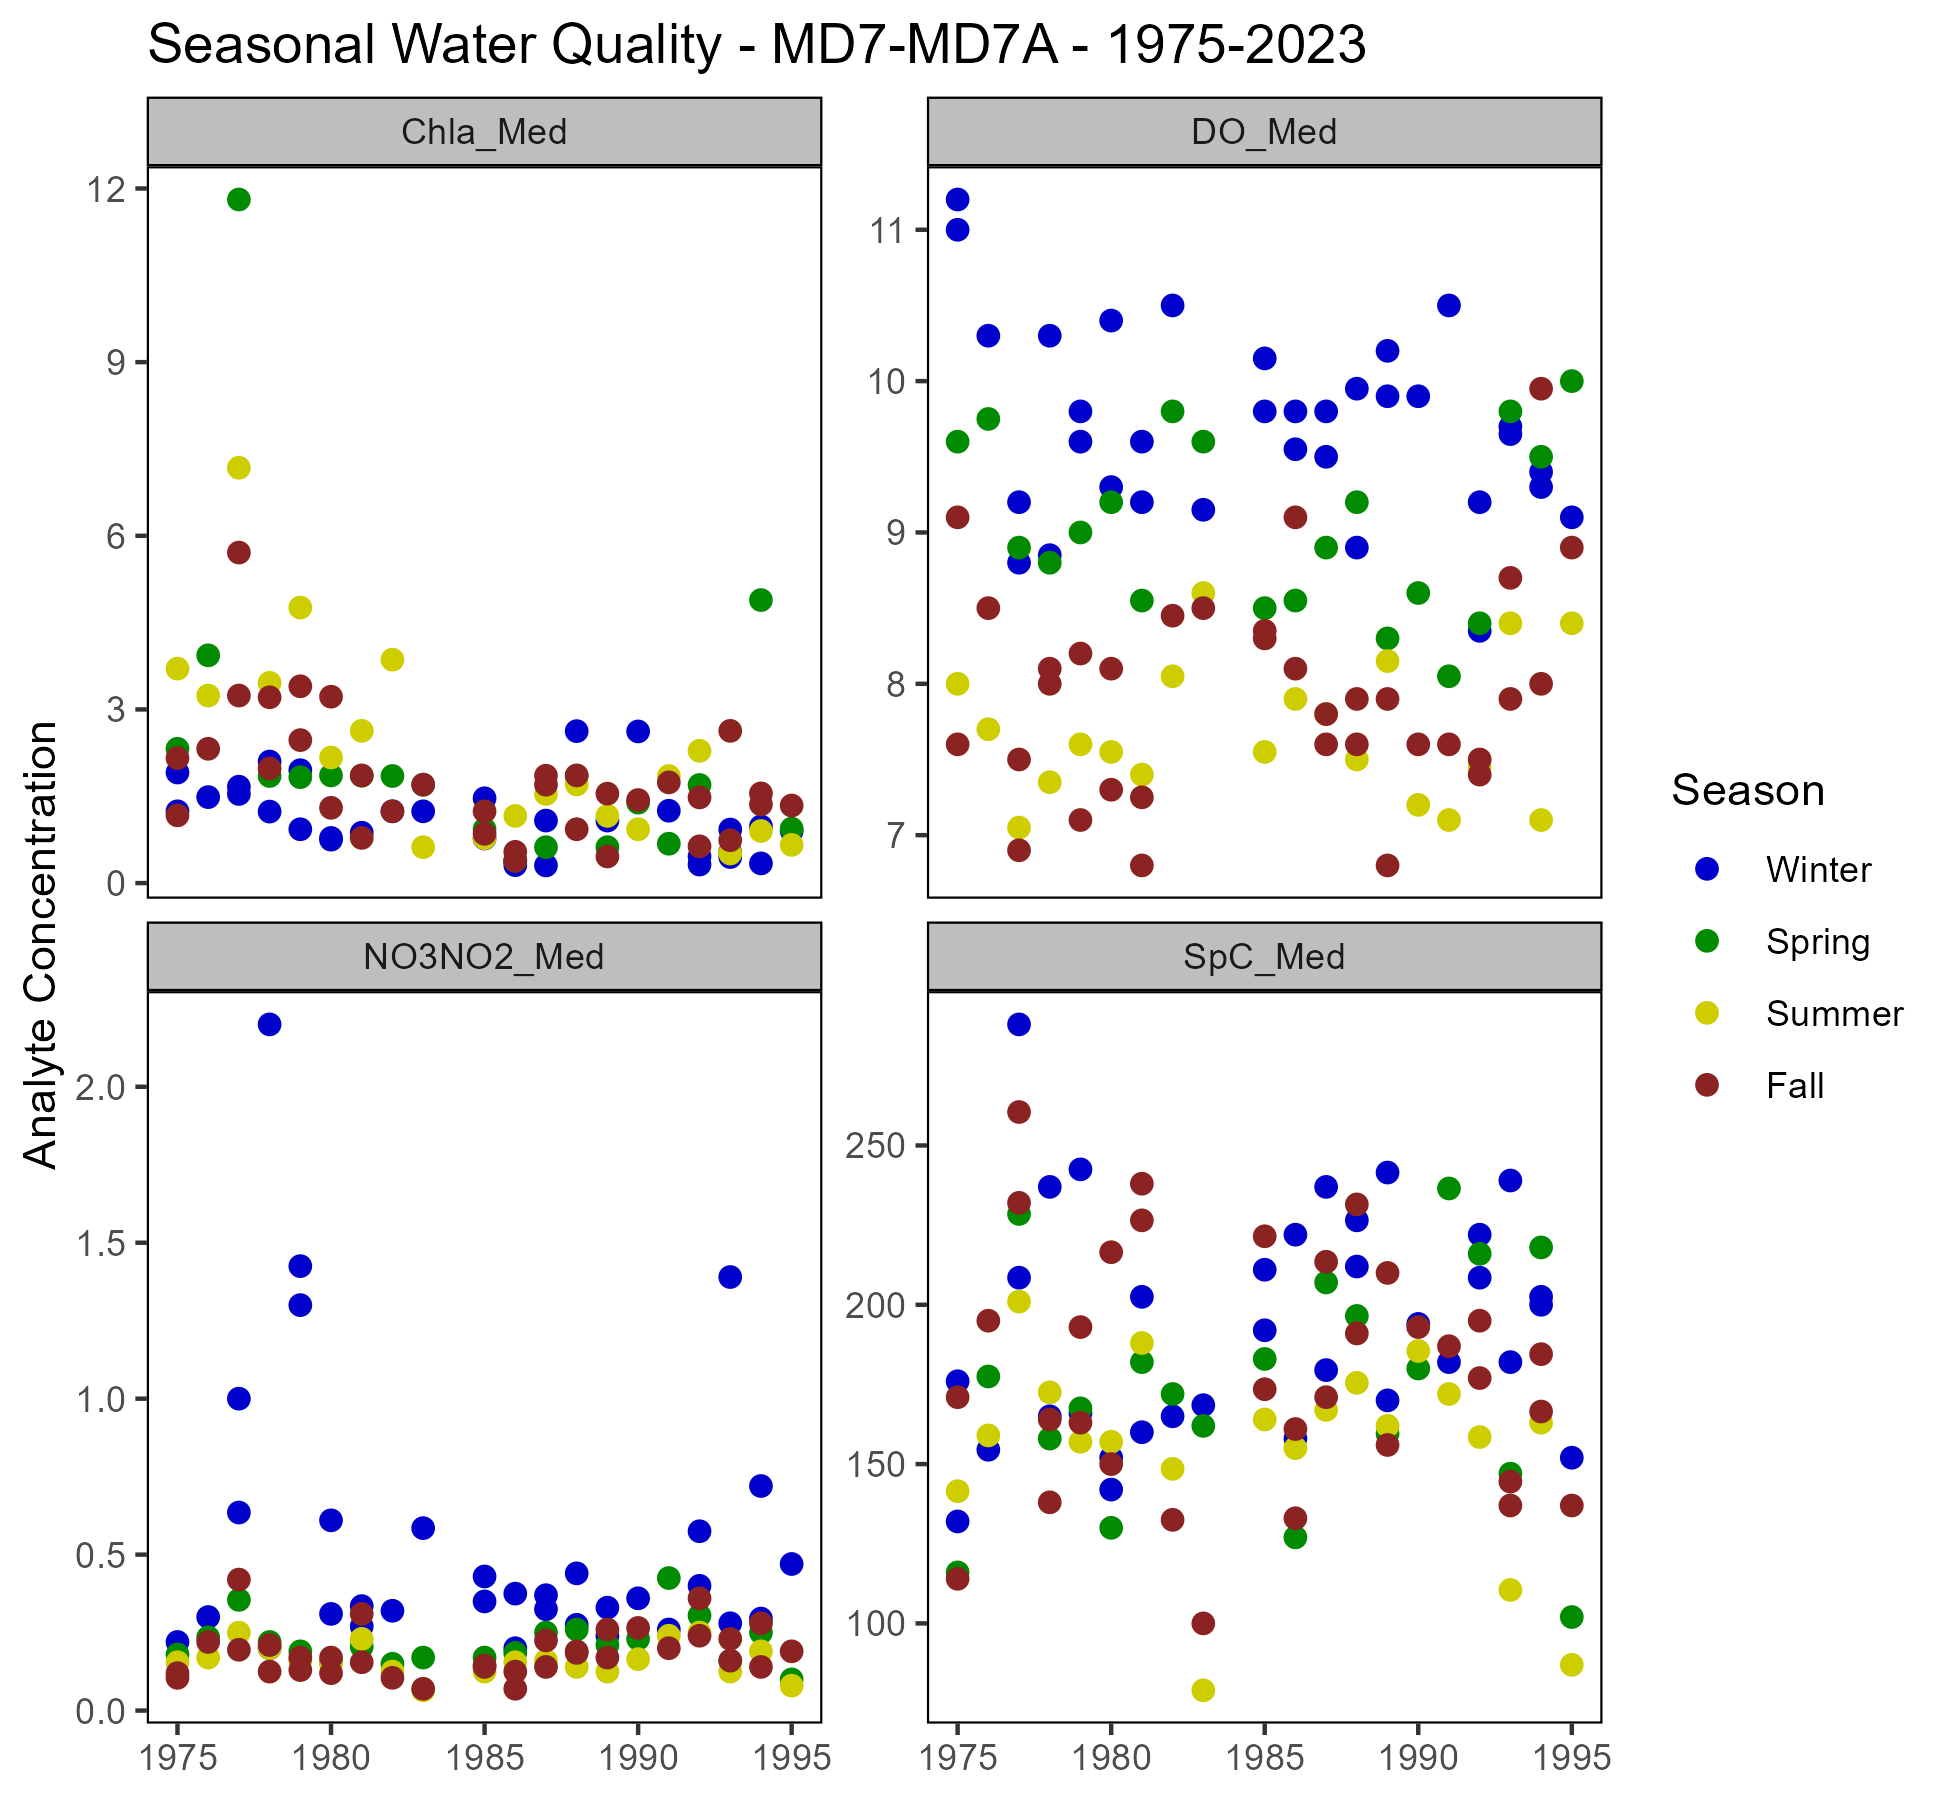 Seasonal Water Quality - MD7-MD7A - 1975-2023
Chla_Med
DO_Med
12
9
6
3
0
11
10
9
8
7
NO3NO2_Med
SpC_Med
2.0
1.5
1.0
0.5
0.0
250
200
150
100
1975 1980 1985 1990 1995
1975 1980 1985 1990 1995
Analyte Concentration
Season
Winter
Spring
Summer
Fall